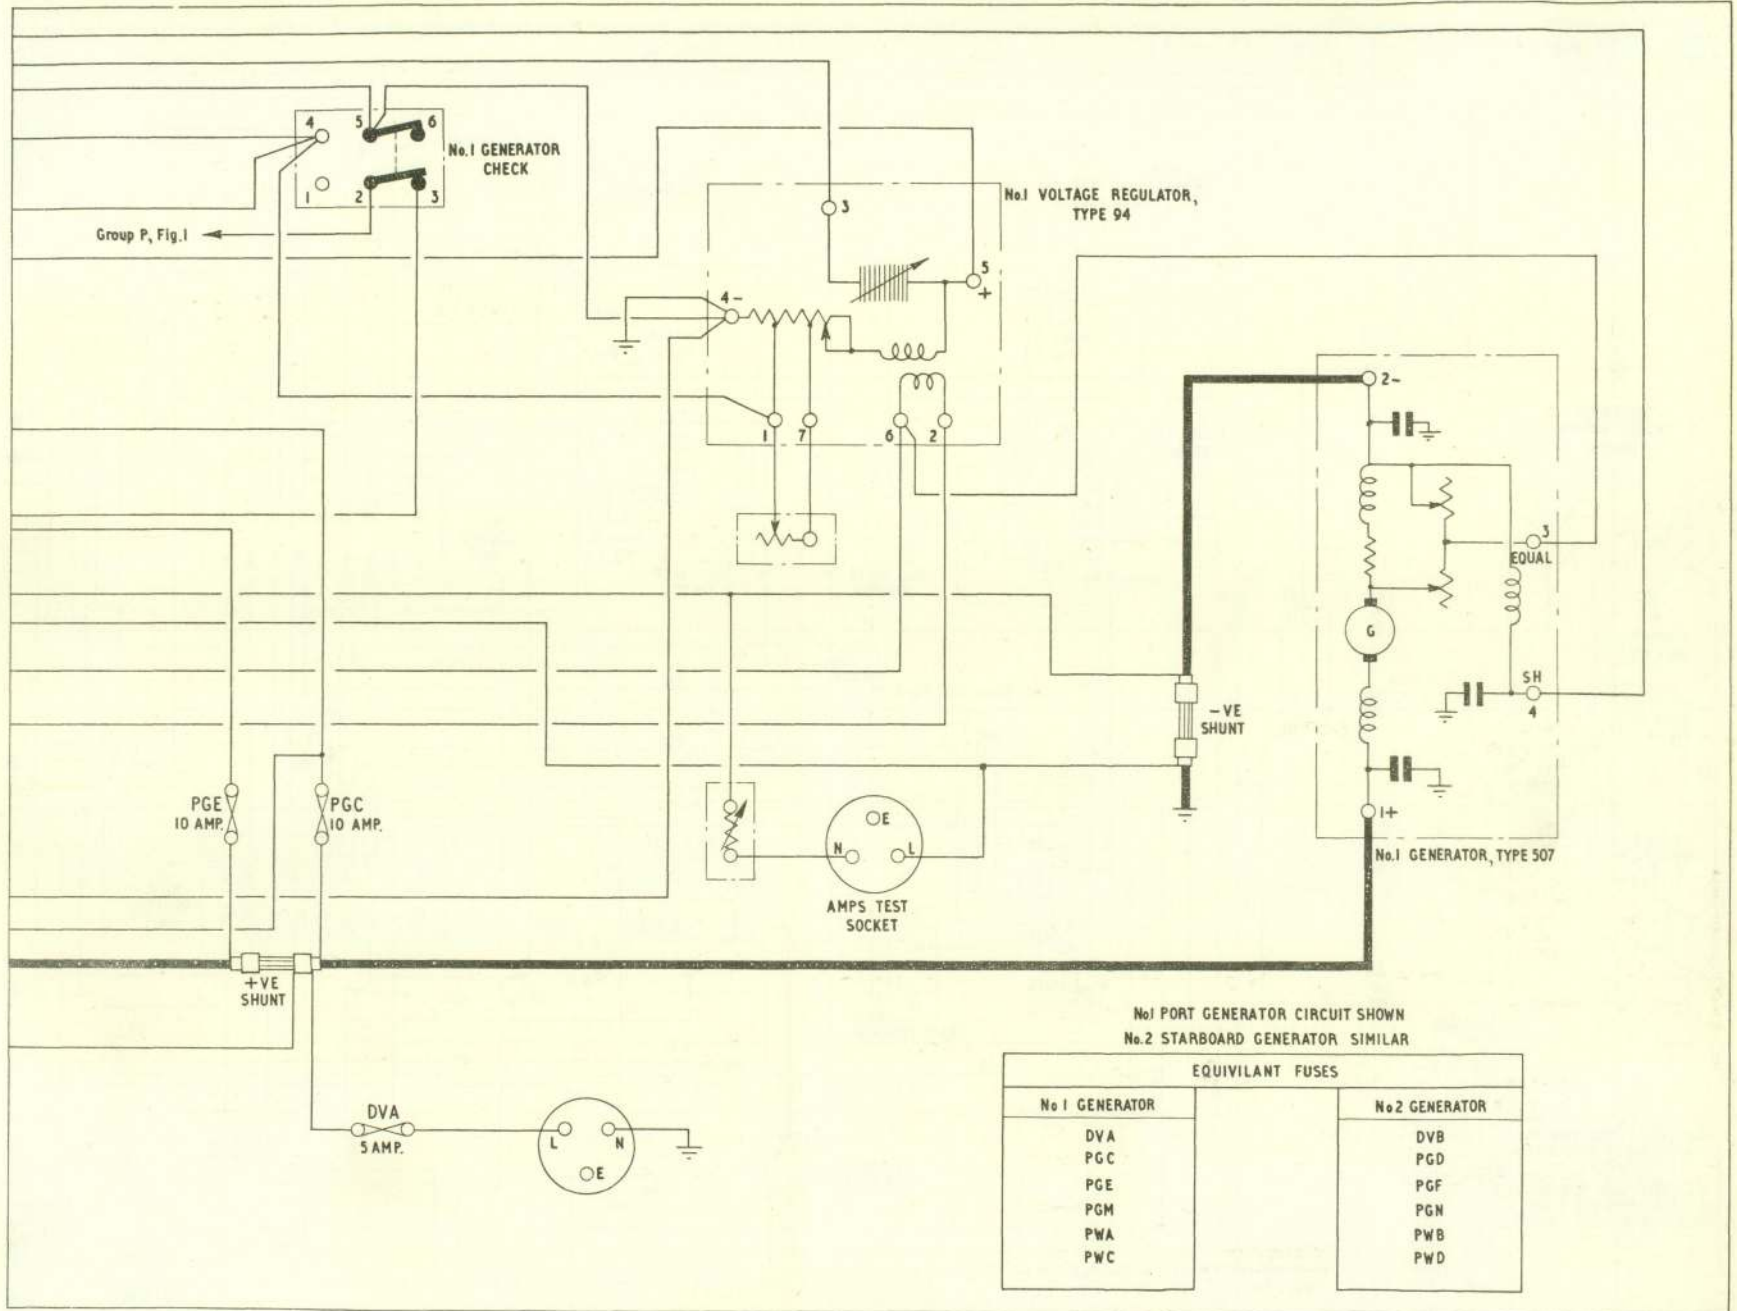 4
5
6
No.1 GENERATOR
CHECK
1
2
3
Group P, Fig.1
3
No.1 VOLTAGE REGULATOR,
TYPE 94
5
+
4-
1
7
6
2
2-
3
EQUAL
G
SH
4
-VE
SHUNT
1+
No.1 GENERATOR, TYPE 507
PGE
10 AMP.
PGC
10 AMP.
E
N
L
AMPS TEST
SOCKET
+VE
SHUNT
DVA
5 AMP.
L
N
E
No.1 PORT GENERATOR CIRCUIT SHOWN
No.2 STARBOARD GENERATOR SIMILAR
EQUIVILANT FUSES
No 1 GENERATOR No 2 GENERATOR
DVA DVB
PGC PGD
PGE PGF
PGM PGN
PWA PWB
PWC PWD